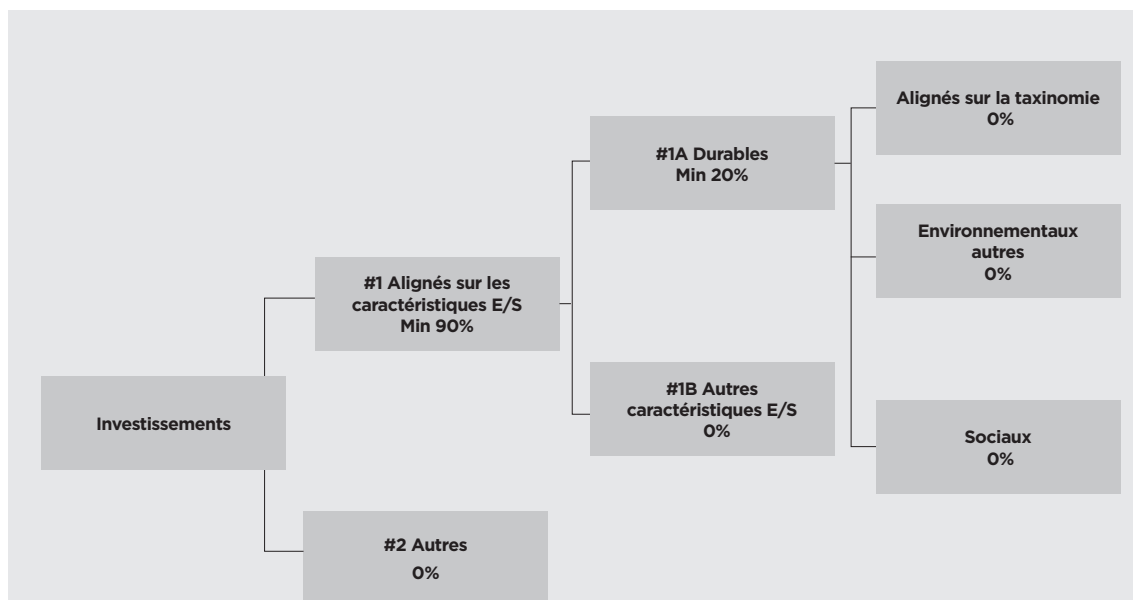 Investissements
#1 Alignés sur les
caractéristiques E/S
Min 90%
#2 Autres
0%
#1A Durables
Min 20%
#1B Autres
caractéristiques E/S
0%
Alignés sur la taxinomie
0%
Environnementaux
autres
0%
Sociaux
0%